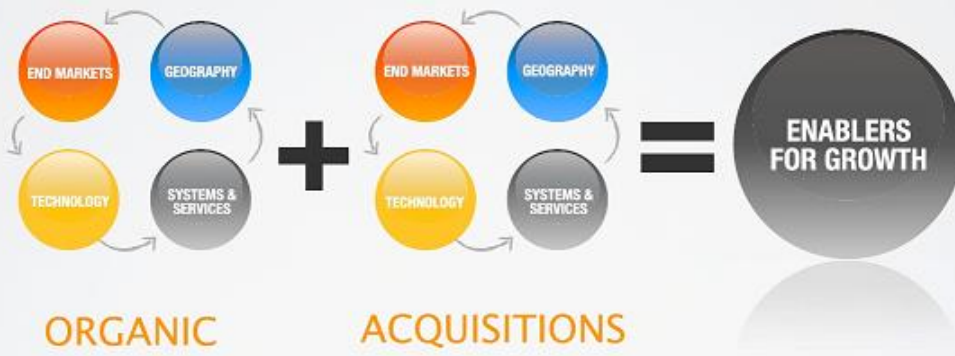 END MARKETS
GEOGRAPHY
TECHNOLOGY
SYSTEMS &
SERVICES
+
END MARKETS
GEOGRAPHY
TECHNOLOGY
SYSTEMS &
SERVICES
=
ENABLERS
FOR GROWTH
ORGANIC
ACQUISITIONS